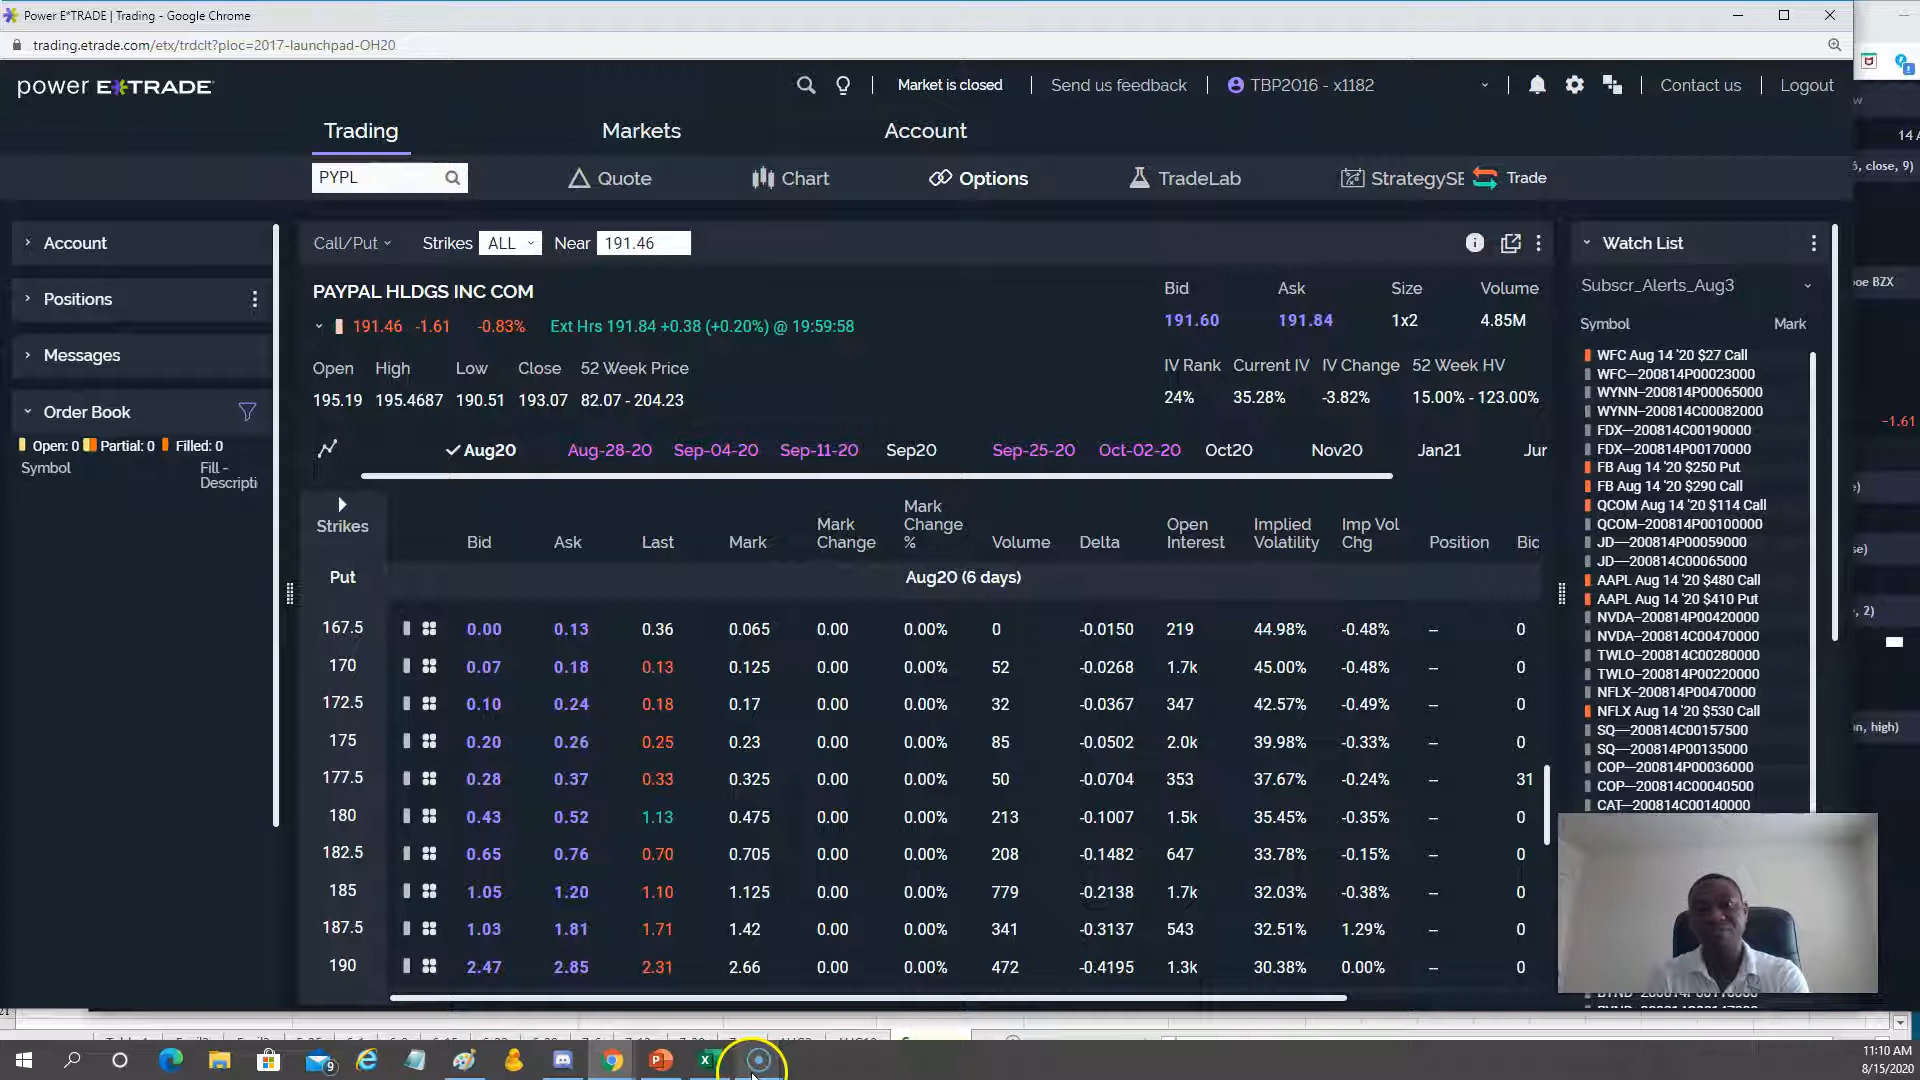 Power E*TRADE | Trading - Google Chrome
trading.etrade.com/etx/trdclt?ploc=2017-launchpad-OH20
power E*TRADE
Market is closed
Send us feedback
TBP2016 - x1182
Contact us
Logout
Trading
Markets
Account
PYPL
Quote
Chart
Options
TradeLab
StrategySE
Trade
Account
Positions
Messages
Order Book
Open: 0 Partial: 0 Filled: 0
Symbol
Fill -
Descripti
Call/Put
Strikes ALL Near 191.46
PAYPAL HLDGS INC COM
191.46 -1.61 -0.83% Ext Hrs 191.84 +0.38 (+0.20%) @ 19:59:58
Open High Low Close 52 Week Price
195.19 195.4687 190.51 193.07 82.07 - 204.23
Bid Ask Size Volume
191.60 191.84 1x2 4.85M
IV Rank Current IV IV Change 52 Week HV
24% 35.28% -3.82% 15.00% - 123.00%
Aug20 Aug-28-20 Sep-04-20 Sep-11-20 Sep20 Sep-25-20 Oct-02-20 Oct20 Nov20 Jan21 Jur
Strikes Bid Ask Last Mark Mark Change Mark Change % Volume Delta Open Interest Implied Volatility Imp Vol Chg Position Bid
Put Aug20 (6 days)
167.5 0.00 0.13 0.36 0.065 0.00 0.00% 0 -0.0150 219 44.98% -0.48% -- 0
170 0.07 0.18 0.13 0.125 0.00 0.00% 52 -0.0268 1.7k 45.00% -0.48% -- 0
172.5 0.10 0.24 0.18 0.17 0.00 0.00% 32 -0.0367 347 42.57% -0.49% -- 0
175 0.20 0.26 0.25 0.23 0.00 0.00% 85 -0.0502 2.0k 39.98% -0.33% -- 0
177.5 0.28 0.37 0.33 0.325 0.00 0.00% 50 -0.0704 353 37.67% -0.24% -- 31
180 0.43 0.52 1.13 0.475 0.00 0.00% 213 -0.1007 1.5k 35.45% -0.35% -- 0
182.5 0.65 0.76 0.70 0.705 0.00 0.00% 208 -0.1482 647 33.78% -0.15% -- 0
185 1.05 1.20 1.10 1.125 0.00 0.00% 779 -0.2138 1.7k 32.03% -0.38% -- 0
187.5 1.03 1.81 1.71 1.42 0.00 0.00% 341 -0.3137 543 32.51% 1.29% -- 0
190 2.47 2.85 2.31 2.66 0.00 0.00% 472 -0.4195 1.3k 30.38% 0.00% -- 0
Watch List
Subscr_Alerts_Aug3
Symbol Mark
WFC Aug 14 '20 $27 Call
WFC--200814P00023000
WYNN--200814P00065000
WYNN--200814C00082000
FDX--200814C00190000
FDX--200814P00170000
FB Aug 14 '20 $250 Put
FB Aug 14 '20 $290 Call
QCOM Aug 14 '20 $114 Call
QCOM--200814P00100000
JD--200814P00059000
JD--200814C00065000
AAPL Aug 14 '20 $480 Call
AAPL Aug 14 '20 $410 Put
NVDA--200814P00420000
NVDA--200814C00470000
TWLO--200814C00280000
TWLO--200814P00220000
NFLX--200814P00470000
NFLX Aug 14 '20 $530 Call
SQ--200814C00157500
SQ--200814P00135000
COP--200814P00036000
COP--200814C00040500
CAT--200814C00140000
14 A
6, close, 9)
oe BZX
-1.61
, 2)
n, high)
9
11:10 AM
8/15/2020